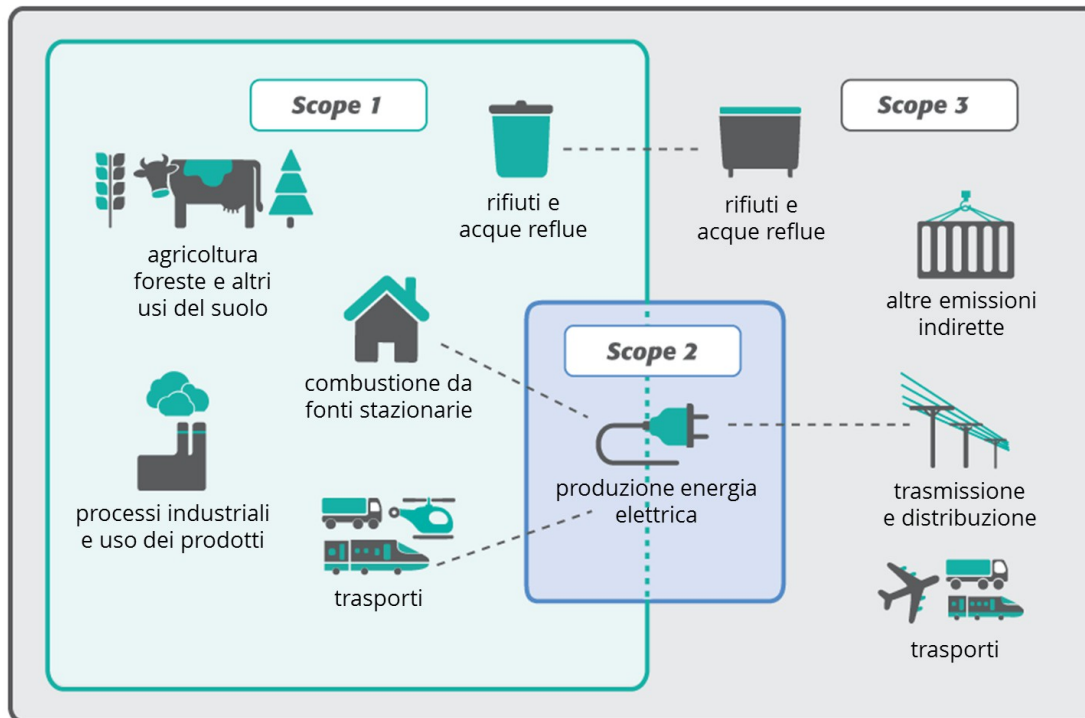 Scope 1
Scope 3
rifiuti e
acque reflue
rifiuti e
acque reflue
agricoltura
foreste e altri
usi del suolo
altre emissioni
indirette
Scope 2
combustione da
fonti stazionarie
produzione energia
elettrica
trasmissione
e distribuzione
processi industriali
e uso dei prodotti
trasporti
trasporti